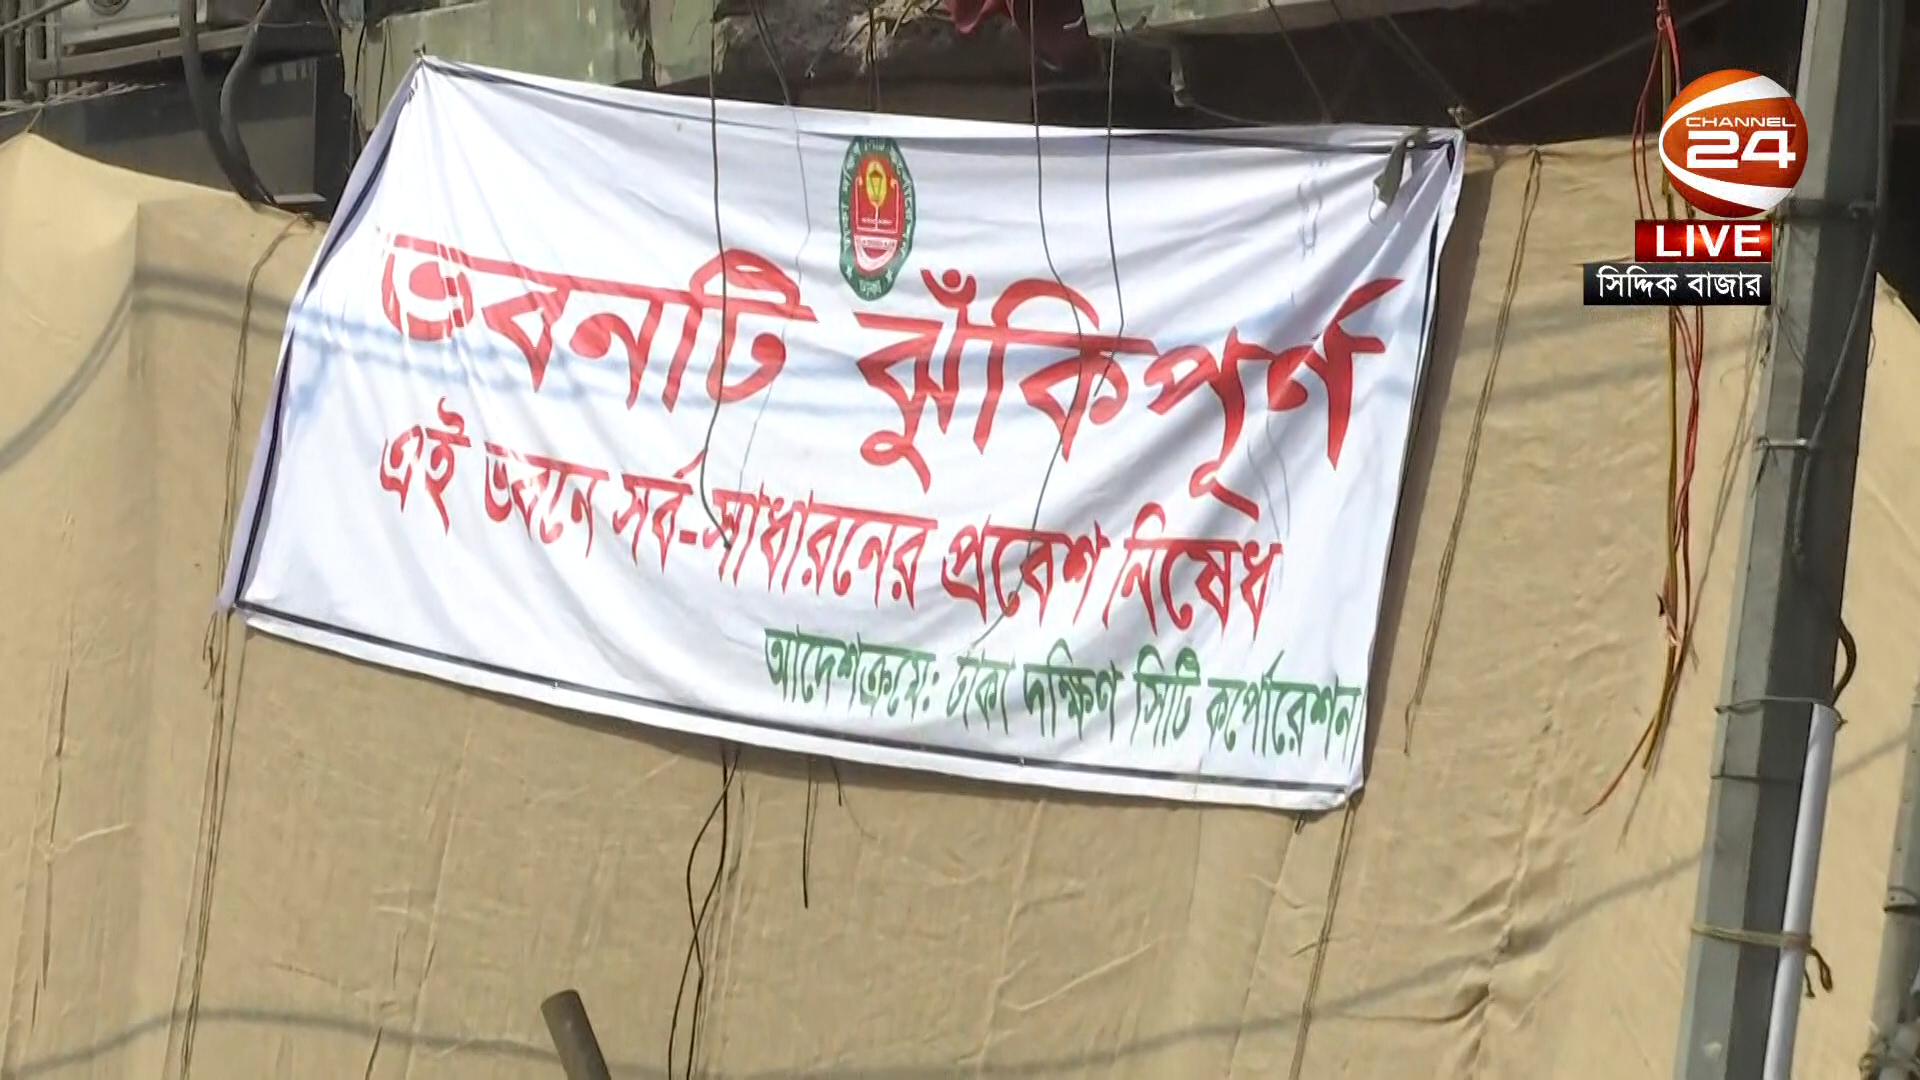 CHANNEL
24
LIVE
সিদ্দিক বাজার
ভবনটি ঝুঁকিপূর্ণ
এই ভবনে সর্ব-সাধারনের প্রবেশ নিষেধ
আদেশক্রমে: ঢাকা দক্ষিণ সিটি কর্পোরেশন